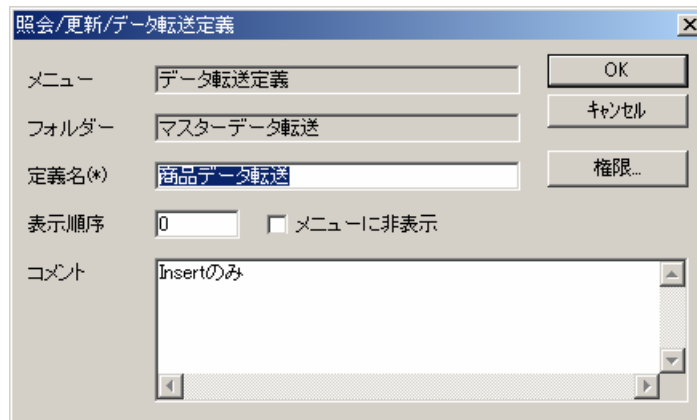 照会/更新/データ転送定義
メニュー データ転送定義 OK
フォルダー マスターデータ転送 キャンセル
定義名(*) 商品データ転送 権限...
表示順序 0 メニューに非表示
コメント Insertのみ